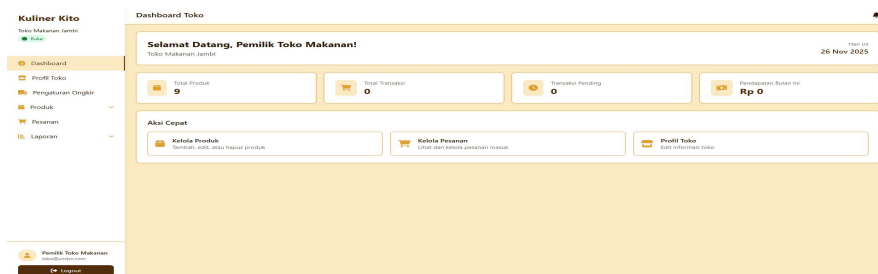 Kuliner Kito
Toko Makanan Jambi
Buka
Dashboard
Profil Toko
Pengaturan Ongkir
Produk
Pesanan
Laporan
Pemilik Toko Makanan
Logout
Dashboard Toko
Selamat Datang, Pemilik Toko Makanan!
Toko Makanan Jambi
Hari ini
26 Nov 2025
Total Produk
9
Total Transaksi
0
Transaksi Pending
0
Pendapatan Bulan Ini
Rp 0
Aksi Cepat
Kelola Produk
Tambah, edit, atau hapus produk
Kelola Pesanan
Lihat dan kelola pesanan masuk
Profil Toko
Edit informasi toko